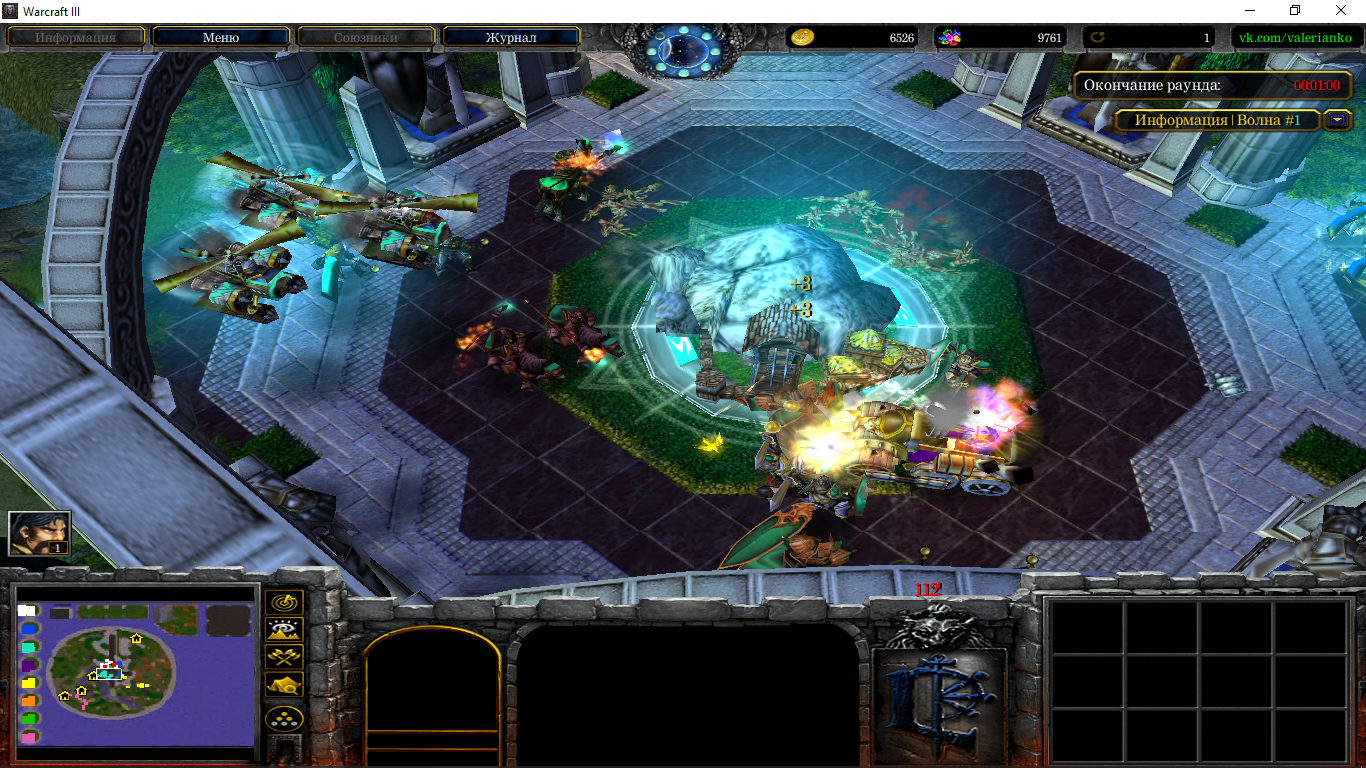 Warcraft III
Информация
Меню
Союзники
Журнал
6526
9761
1
vk.com/valerianko
Окончание раунда:
00:01:00
Информация | Волна #1
+3
+3
1
112